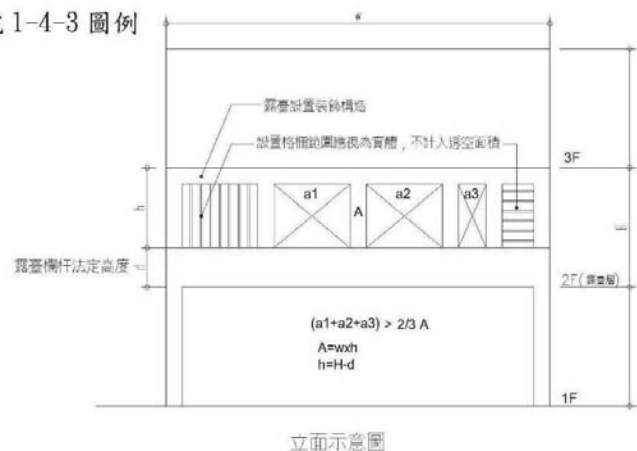 1-4-3 圖例
w
露臺設置裝飾構造
設置格柵範圍應視為實體，不計入透空面積
3F
a1
a2
a3
A
h
H
露臺欄杆法定高度
d
2F(露臺層)
(a1+a2+a3) > 2/3 A
A=wxh
h=H-d
1F
立面示意圖